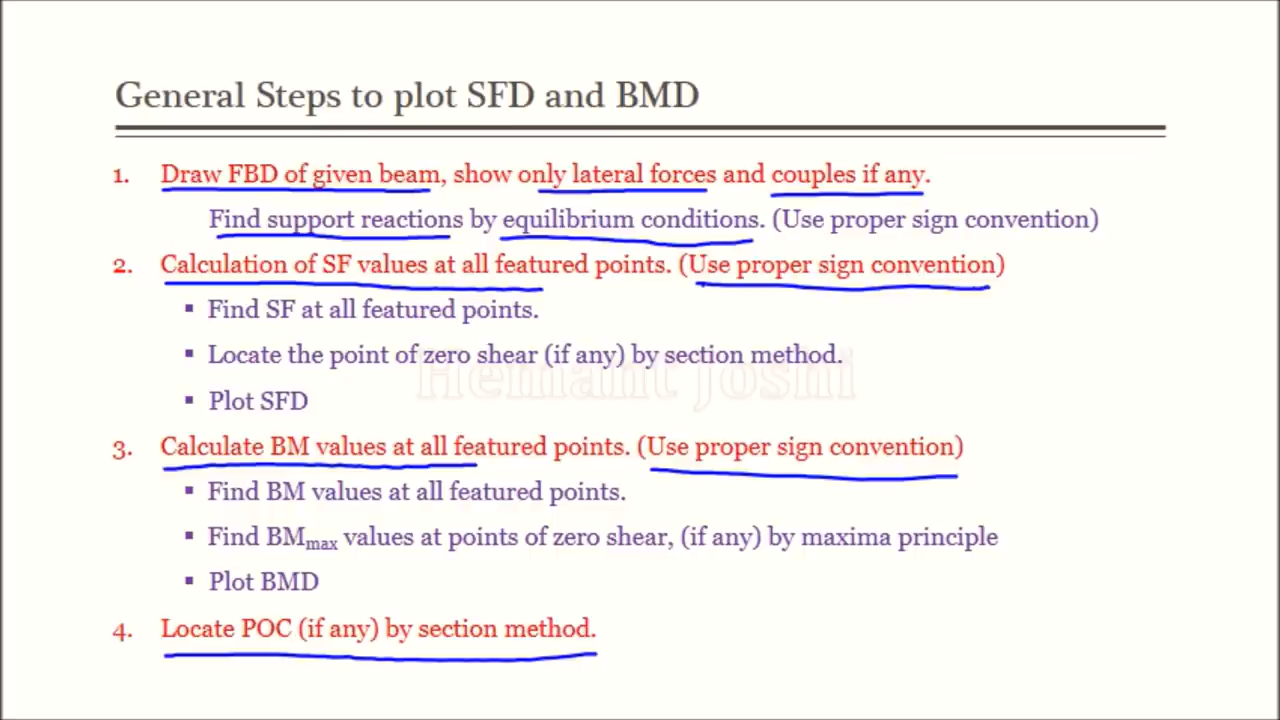 General Steps to plot SFD and BMD
1. Draw FBD of given beam, show only lateral forces and couples if any.
Find support reactions by equilibrium conditions. (Use proper sign convention)
2. Calculation of SF values at all featured points. (Use proper sign convention)
▪ Find SF at all featured points.
▪ Locate the point of zero shear (if any) by section method.
Hemant Joshi
▪ Plot SFD
3. Calculate BM values at all featured points. (Use proper sign convention)
▪ Find BM values at all featured points.
▪ Find BMmax values at points of zero shear, (if any) by maxima principle
▪ Plot BMD
4. Locate POC (if any) by section method.